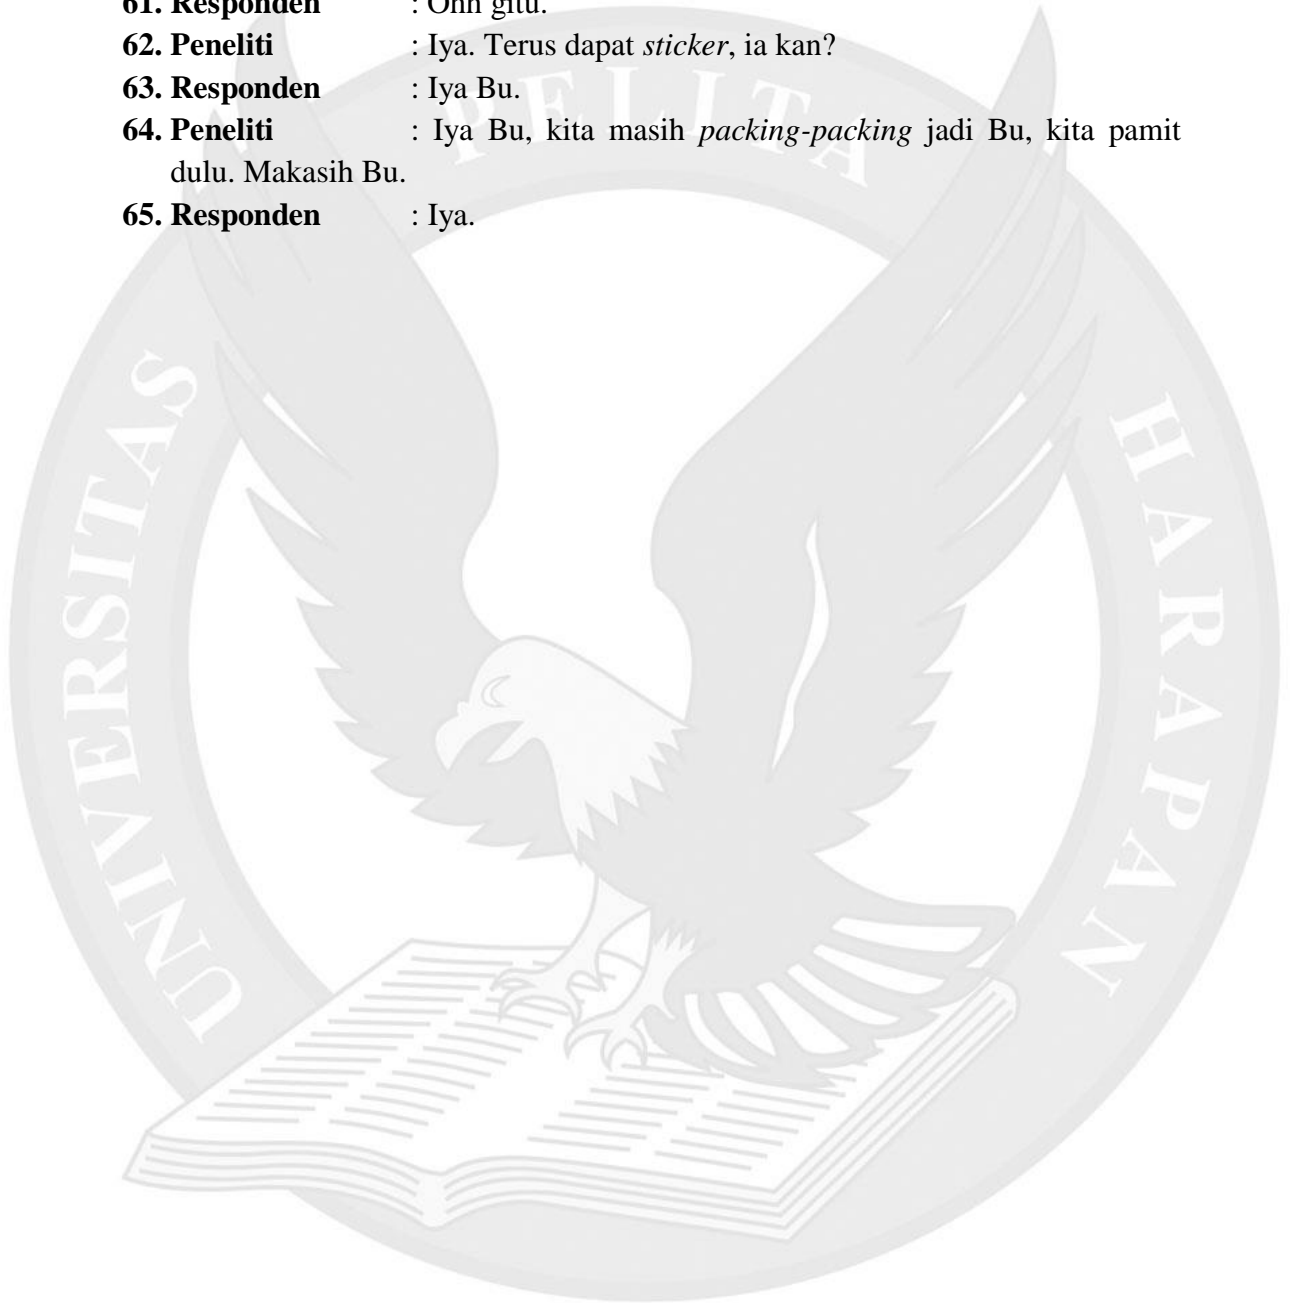 61. Responden : Ohh gitu.
62. Peneliti : Iya. Terus dapat sticker, ia kan?
63. Responden : Iya Bu.
64. Peneliti : Iya Bu, kita masih packing-packing jadi Bu, kita pamit
dulu. Makasih Bu.
65. Responden : Iya.
UNIVERSITAS PELITA HARAPAN